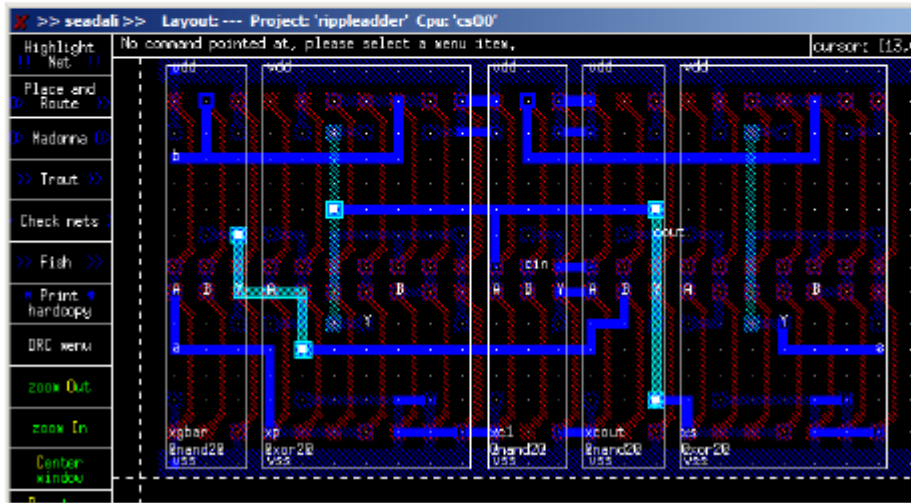 X >> seadali >> Layout: --- Project: 'rippleadder' Cpu: 'cs00'
No command pointed at, please select a menu item.
cursor: [13,
Highlight
Net
Place and
Route
Madonna
Trout
Check nets
Fish
Print
hardcopy
DRC menu
zoom Out
zoom In
Center
window
vdd vdd vdd vdd vdd
b
cout
cin
A B Y A B A B Y A B A B
Y Y
a s
xgbar xp xc1 xcout xs
@nand20 @xor20 @nand20 @nand20 @xor20
vss vss vss vss vss